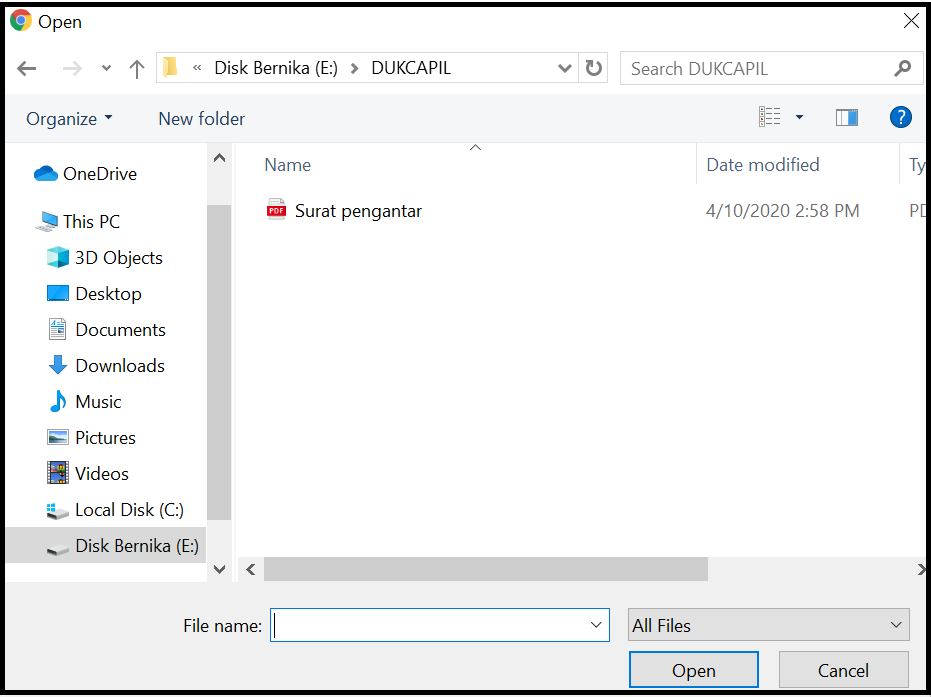 Open
« Disk Bernika (E:) > DUKCAPIL
Search DUKCAPIL
Organize
New folder
Name
Date modified
Ty
OneDrive
This PC
3D Objects
Desktop
Documents
Downloads
Music
Pictures
Videos
Local Disk (C:)
Disk Bernika (E:)
PDF Surat pengantar
4/10/2020 2:58 PM
PD
File name:
All Files
Open
Cancel